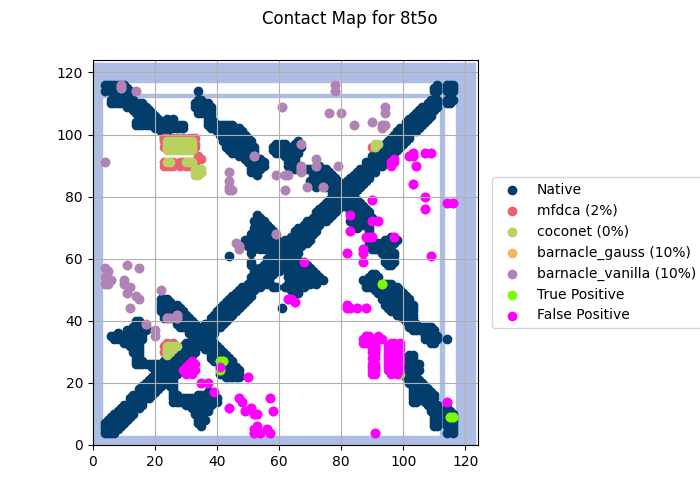 Contact Map for 8t5o
120
100
80
60
40
20
0
0 20 40 60 80 100 120
Native
mfdca (2%)
coconet (0%)
barnacle_gauss (10%)
barnacle_vanilla (10%)
True Positive
False Positive